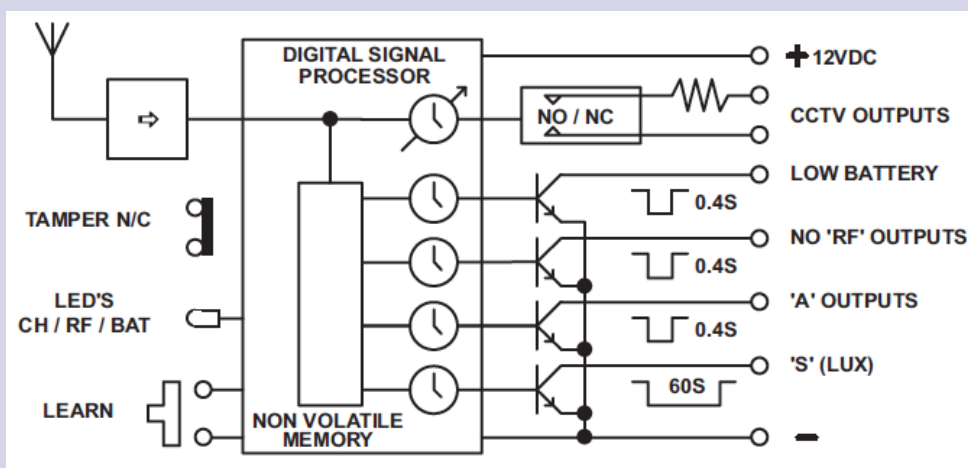 DIGITAL SIGNAL
PROCESSOR
+ 12VDC
NO / NC
CCTV OUTPUTS
LOW BATTERY
0.4S
TAMPER N/C
NO 'RF' OUTPUTS
0.4S
LED'S
CH / RF / BAT
'A' OUTPUTS
0.4S
'S' (LUX)
60S
LEARN
NON VOLATILE
MEMORY
-